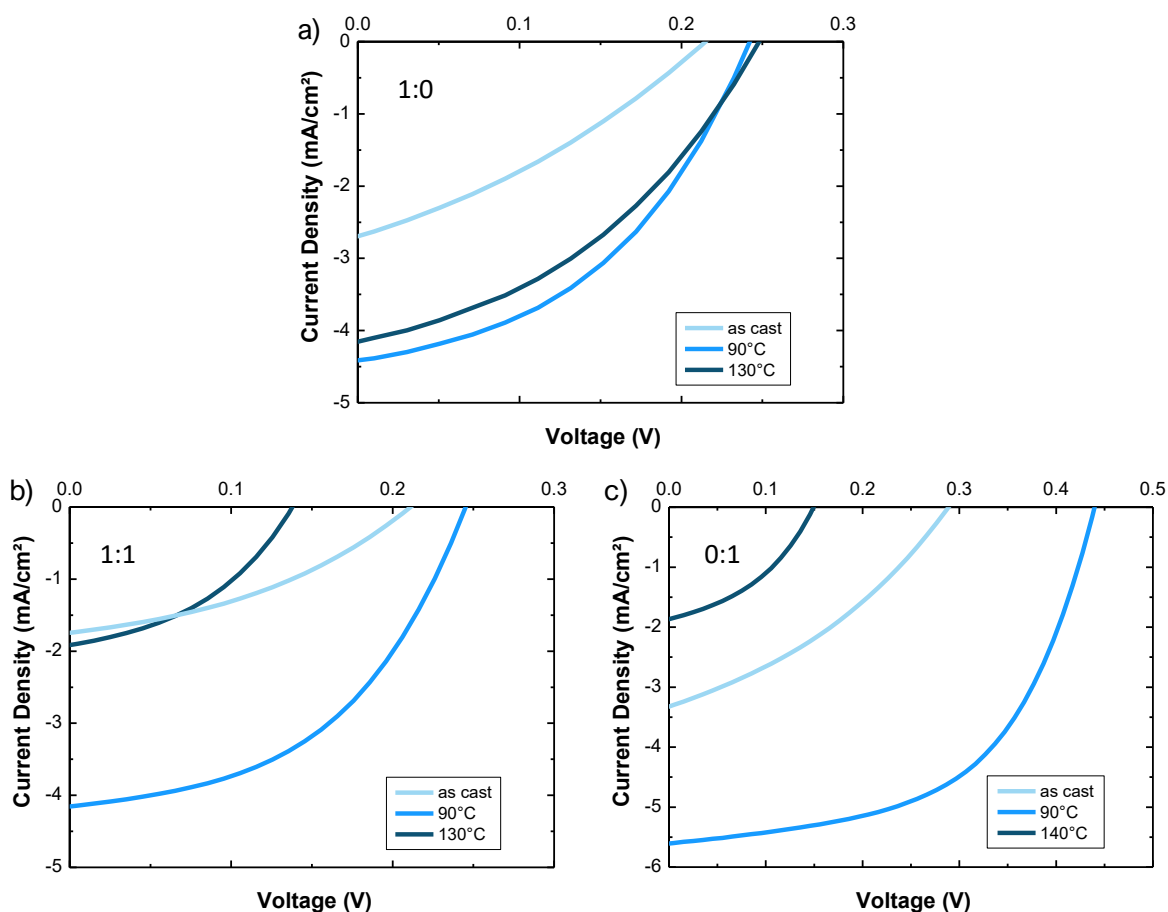 a)
0.0 0.1 0.2 0.3
0
-1
-2
-3
-4
-5
Current Density (mA/cm²)
1:0
as cast
90°C
130°C
Voltage (V)
b)
0.0 0.1 0.2 0.3
0
-1
-2
-3
-4
-5
Current Density (mA/cm²)
1:1
as cast
90°C
130°C
Voltage (V)
c)
0.0 0.1 0.2 0.3 0.4 0.5
0
-1
-2
-3
-4
-5
-6
Current Density (mA/cm²)
0:1
as cast
90°C
140°C
Voltage (V)